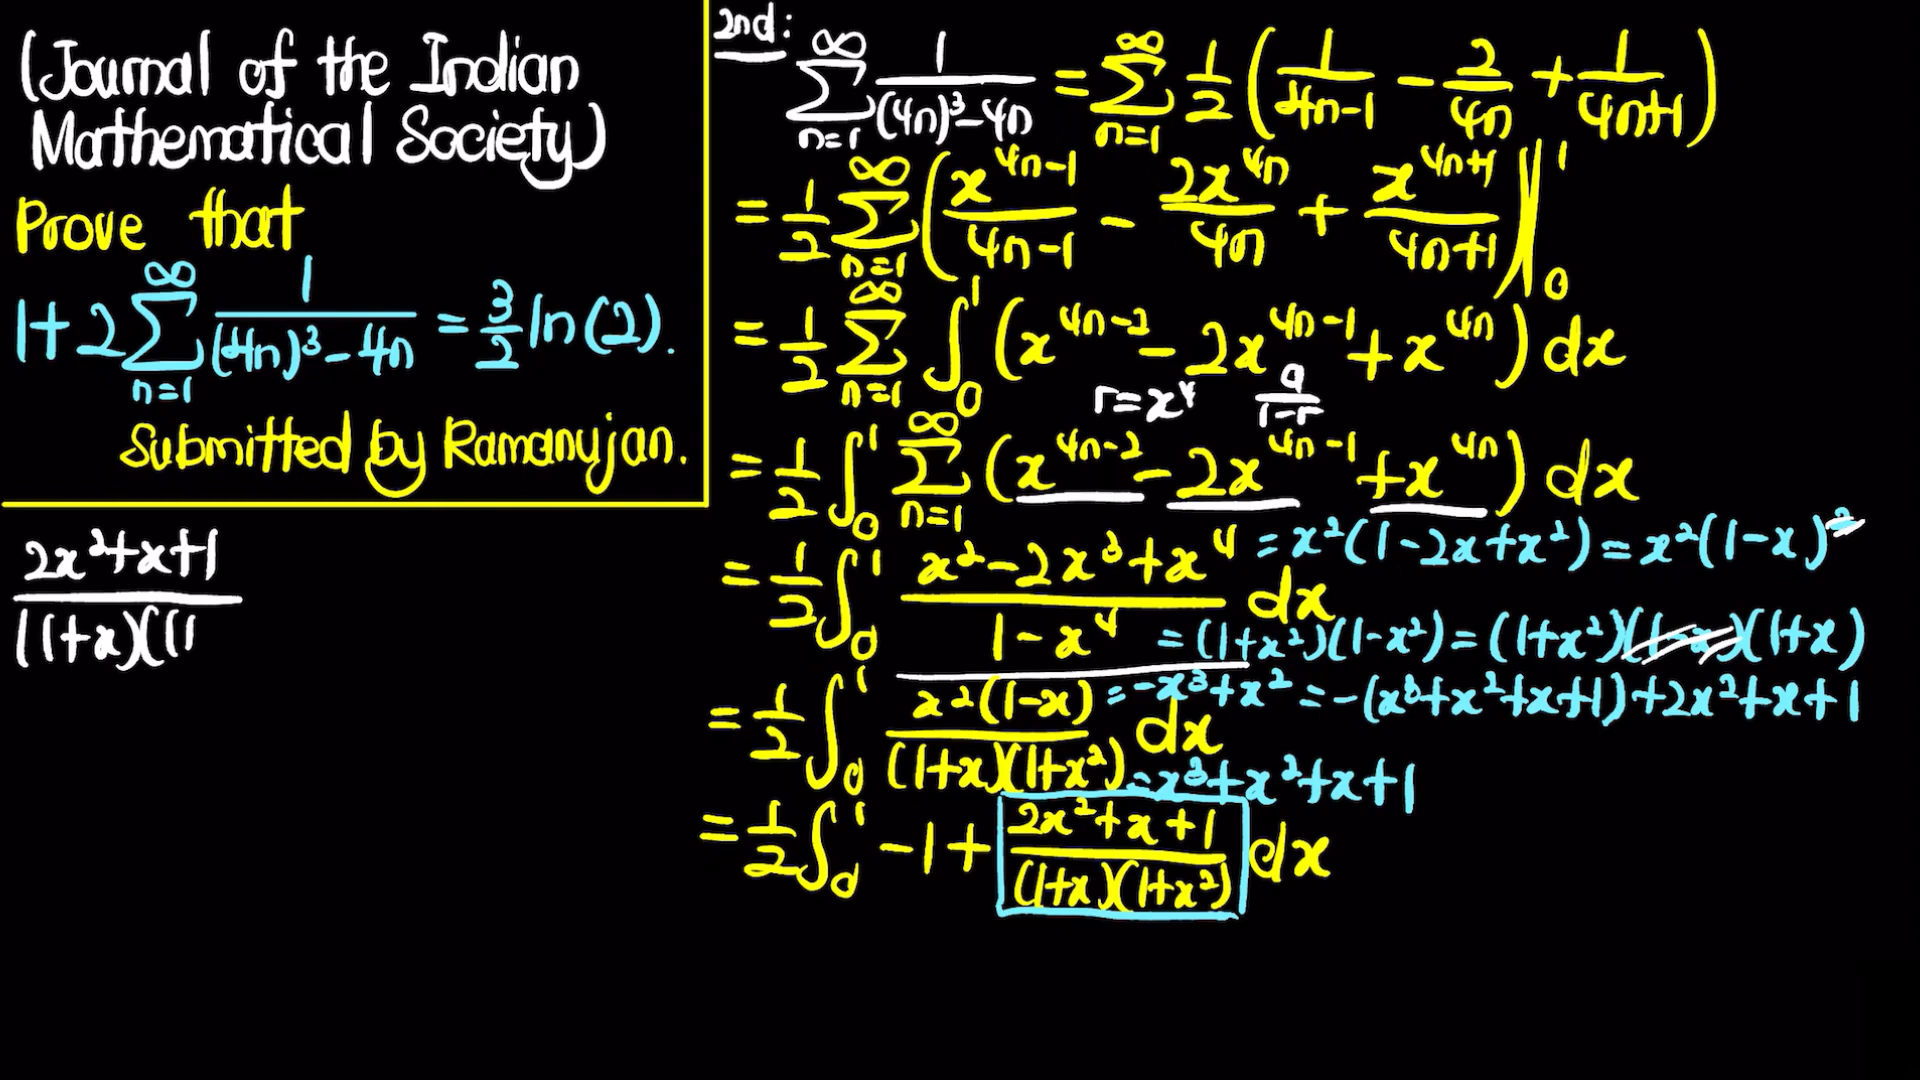 (Journal of the Indian
Mathematical Society)
Prove that
1+2∑_{n=1}^{∞} 1/((4n)³-4n) = 3/2 ln(2).
Submitted by Ramanujan.
(2x²+x+1)/((1+x)((1
2nd:
∑_{n=1}^{∞} 1/((4n)³-4n) = ∑_{n=1}^{∞} 1/2 (1/(4n-1) - 2/(4n) + 1/(4n+1))
= 1/2 ∑_{n=1}^{∞} (x^{4n-1}/(4n-1) - 2x^{4n}/(4n) + x^{4n+1}/(4n+1))|_0^1
= 1/2 ∑_{n=1}^{∞} ∫_0^1 (x^{4n-2} - 2x^{4n-1} + x^{4n}) dx
r=x⁴ a/(1-r)
= 1/2 ∫_0^1 ∑_{n=1}^{∞} (x^{4n-2} - 2x^{4n-1} + x^{4n}) dx
= 1/2 ∫_0^1 (x²-2x³+x⁴)/(1-x⁴) dx
= x²(1-2x+x²) = x²(1-x)²
= (1+x²)(1-x²) = (1+x²)(1-x)(1+x)
= 1/2 ∫_0^1 x²(1-x)/((1+x)(1+x²)) dx
= -x³+x² = -(x³+x²+x+1)+2x²+x+1
= x³+x²+x+1
= 1/2 ∫_0^1 -1 + (2x²+x+1)/((1+x)(1+x²)) dx